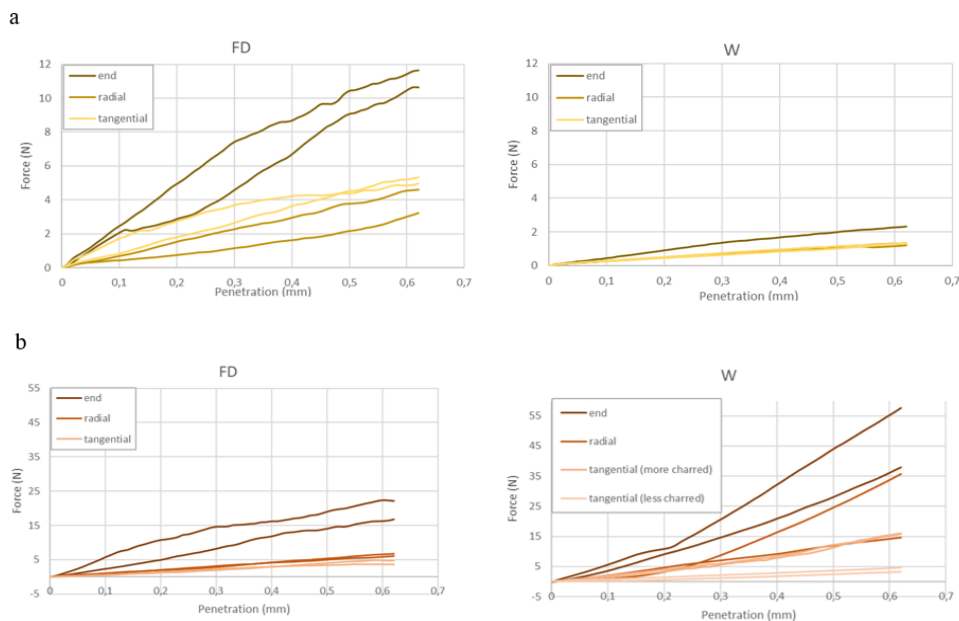 a
FD
12
10
8
6
4
2
0
Force (N)
end
radial
tangential
0 0,1 0,2 0,3 0,4 0,5 0,6 0,7
Penetration (mm)
W
12
10
8
6
4
2
0
Force (N)
end
radial
tangential
0 0,1 0,2 0,3 0,4 0,5 0,6 0,7
Penetration (mm)
b
FD
55
45
35
25
15
5
-5
Force (N)
end
radial
tangential
0 0,1 0,2 0,3 0,4 0,5 0,6 0,7
Penetration (mm)
W
55
45
35
25
15
5
-5
Force (N)
end
radial
tangential (more charred)
tangential (less charred)
0 0,1 0,2 0,3 0,4 0,5 0,6 0,7
Penetration (mm)